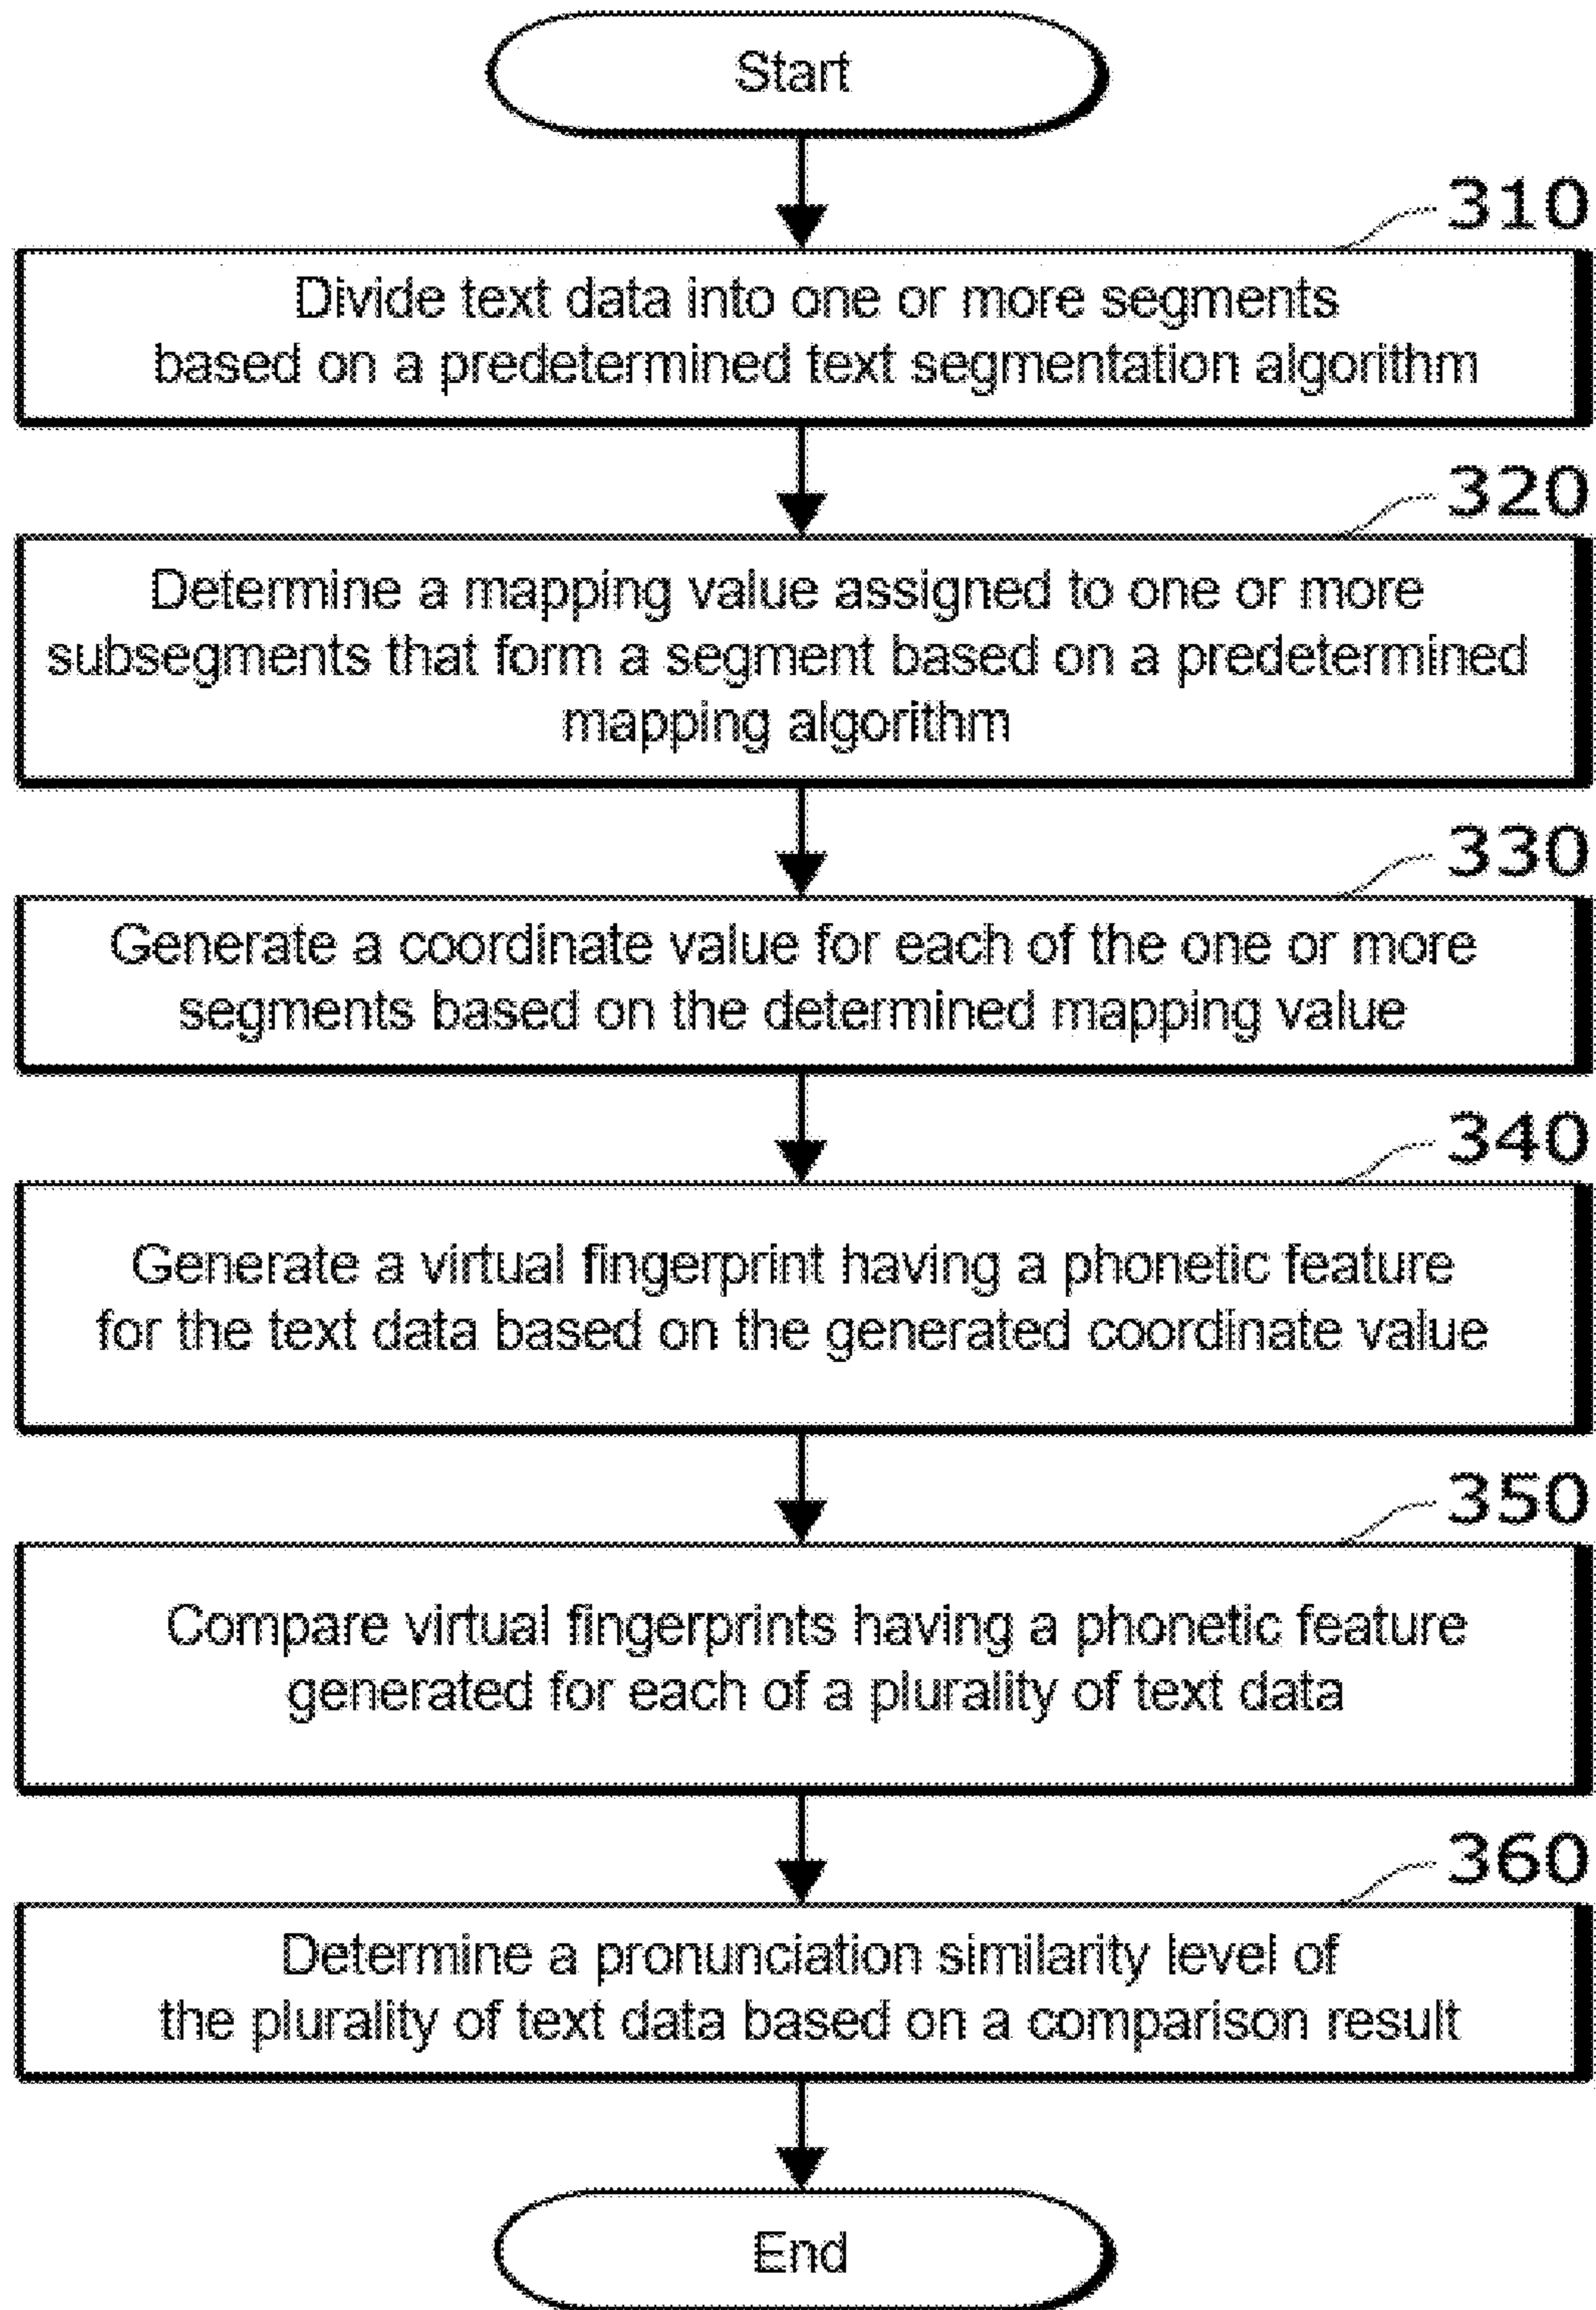 Start
310
Divide text data into one or more segments
based on a predetermined text segmentation algorithm
320
Determine a mapping value assigned to one or more
subsegments that form a segment based on a predetermined
mapping algorithm
330
Generate a coordinate value for each of the one or more
segments based on the determined mapping value
340
Generate a virtual fingerprint having a phonetic feature
for the text data based on the generated coordinate value
350
Compare virtual fingerprints having a phonetic feature
generated for each of a plurality of text data
360
Determine a pronunciation similarity level of
the plurality of text data based on a comparison result
End